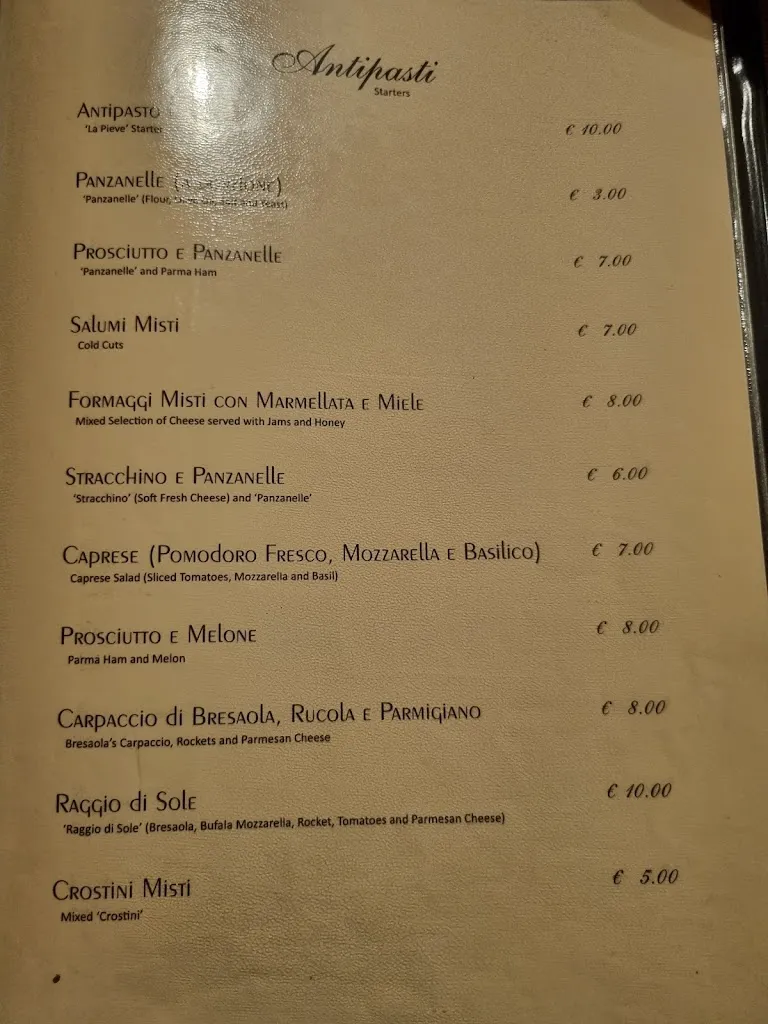 Antipasti
Starters
Antipasto
'La Pieve' Starter
€ 10.00
Panzanelle
'Panzanelle' (Flour, and Yeast)
€ 3.00
Prosciutto e Panzanelle
'Panzanelle' and Parma Ham
€ 7.00
Salumi Misti
Cold Cuts
€ 7.00
Formaggi Misti con Marmellata e Miele
Mixed Selection of Cheese served with Jams and Honey
€ 8.00
Stracchino e Panzanelle
'Stracchino' (Soft Fresh Cheese) and 'Panzanelle'
€ 6.00
Caprese (Pomodoro Fresco, Mozzarella e Basilico)
Caprese Salad (Sliced Tomatoes, Mozzarella and Basil)
€ 7.00
Prosciutto e Melone
Parma Ham and Melon
€ 8.00
Carpaccio di Bresaola, Rucola e Parmigiano
Bresaola's Carpaccio, Rockets and Parmesan Cheese
€ 8.00
Raggio di Sole
'Raggio di Sole' (Bresaola, Bufala Mozzarella, Rocket, Tomatoes and Parmesan Cheese)
€ 10.00
Crostini Misti
Mixed 'Crostini'
€ 5.00